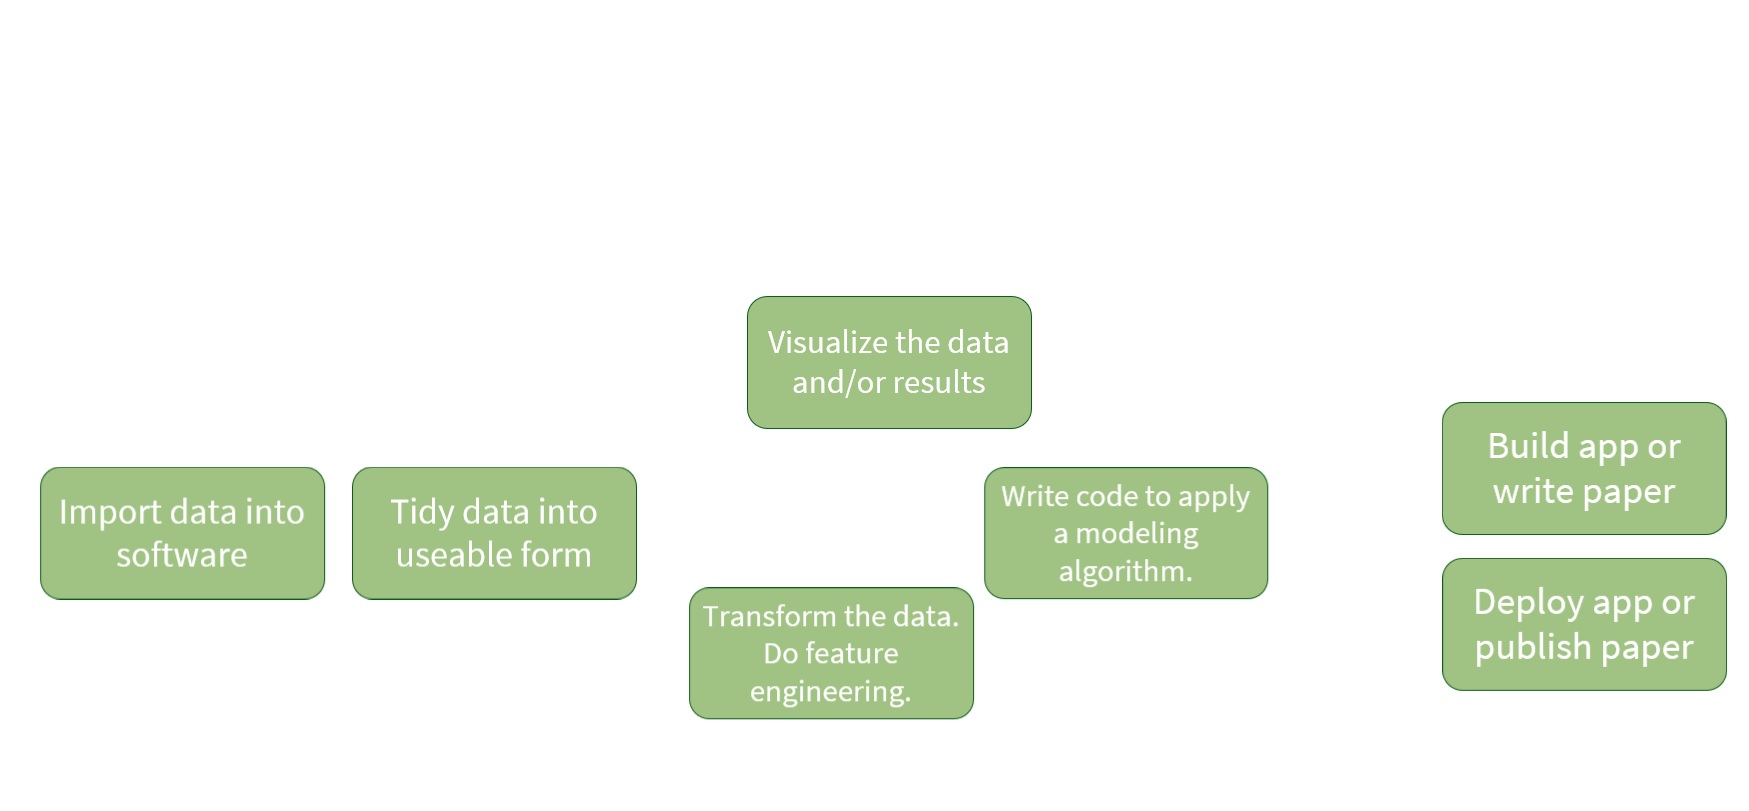 Visualize the data
and/or results
Import data into
software
Tidy data into
useable form
Write code to apply
a modeling
algorithm.
Transform the data.
Do feature
engineering.
Build app or
write paper
Deploy app or
publish paper